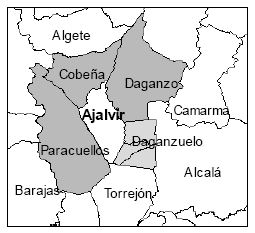 Algete
Cobeña
Daganzo
Camarma
Ajalvir
Daganzuelo
Paracuellos
Alcalá
Barajas
Torrejón